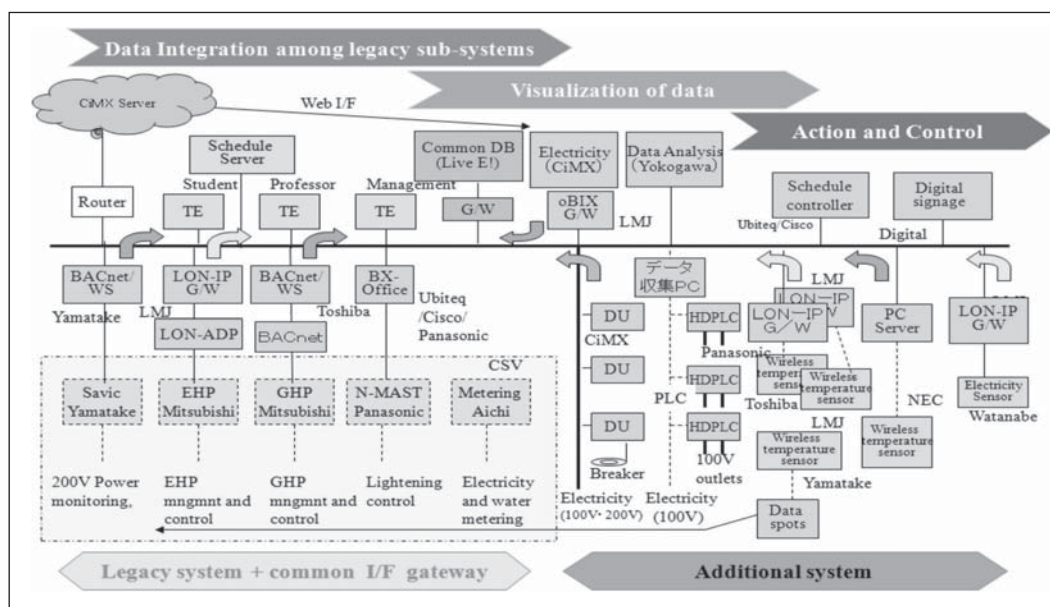 Data Integration among legacy sub-systems
Visualization of data
Action and Control
CiMX Server
Web I/F
Schedule
Server
Common DB
(Live E!)
Electricity
(CiMX)
Data Analysis
(Yokogawa)
Schedule
controller
Digital
signage
Router
Student
TE
Professor
TE
Management
TE
G/W
oBIX
G/W
LMJ
Ubiteq/Cisco
Digital
BACnet/
WS
Yamatake
LON-IP
G/W
LMJ
LON-ADP
BACnet/
WS
Toshiba
BACnet
BX-
Office
Ubiteq
/Cisco/
Panasonic
データ
収集PC
DU
CiMX
DU
DU
Breaker
HDPLC
Panasonic
HDPLC
PLC
HDPLC
100V
outlets
LMJ
LON-IP
LON-IP
G/W
PC
Server
LON-IP
G/W
Wireless
temperature
Toshiba
Wireless
temperature
sensor
LMJ
Wireless
temperature
sensor
Yamatake
NEC
Wireless
temperature
sensor
Electricity
Sensor
Watanabe
Data
spots
CSV
Savic
Yamatake
EHP
Mitsubishi
GHP
Mitsubishi
N-MAST
Panasonic
Metering
Aichi
200V Power
monitoring,
EHP
mngmnt and
control
GHP
mngmnt and
control
Lightening
control
Electricity
and water
metering
Electricity
(100V・200V)
Electricity
(100V)
Legacy system + common I/F gateway
Additional system